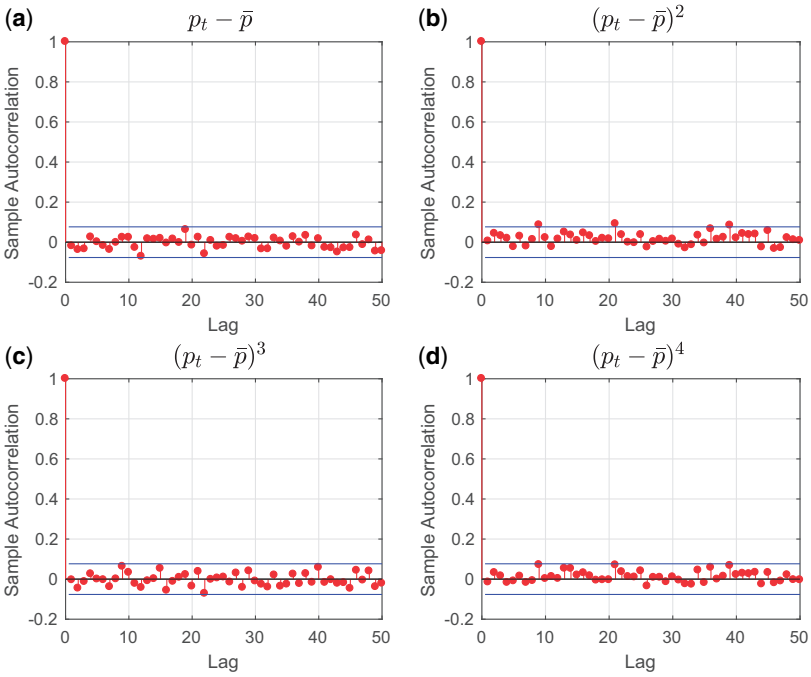 (a) $p_t - \bar{p}$
Sample Autocorrelation
1
0.8
0.6
0.4
0.2
0
-0.2
0 10 20 30 40 50
Lag
(b) $(p_t - \bar{p})^2$
Sample Autocorrelation
1
0.8
0.6
0.4
0.2
0
-0.2
0 10 20 30 40 50
Lag
(c) $(p_t - \bar{p})^3$
Sample Autocorrelation
1
0.8
0.6
0.4
0.2
0
-0.2
0 10 20 30 40 50
Lag
(d) $(p_t - \bar{p})^4$
Sample Autocorrelation
1
0.8
0.6
0.4
0.2
0
-0.2
0 10 20 30 40 50
Lag